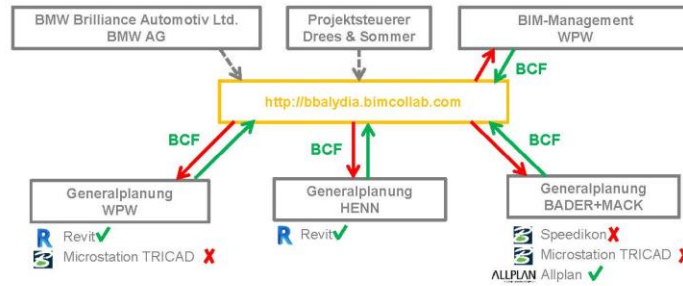 BMW Brilliance Automotiv Ltd.
BMW AG
Projektsteuerer
Drees & Sommer
BIM-Management
WPW
BCF
http://bbalydia.bimcollab.com
BCF
BCF
BCF
Generalplanung
WPW
Generalplanung
HENN
Generalplanung
BADER+MACK
R Revit
Microstation TRICAD
R Revit
Speedikon
Microstation TRICAD
ALLPLAN Allplan